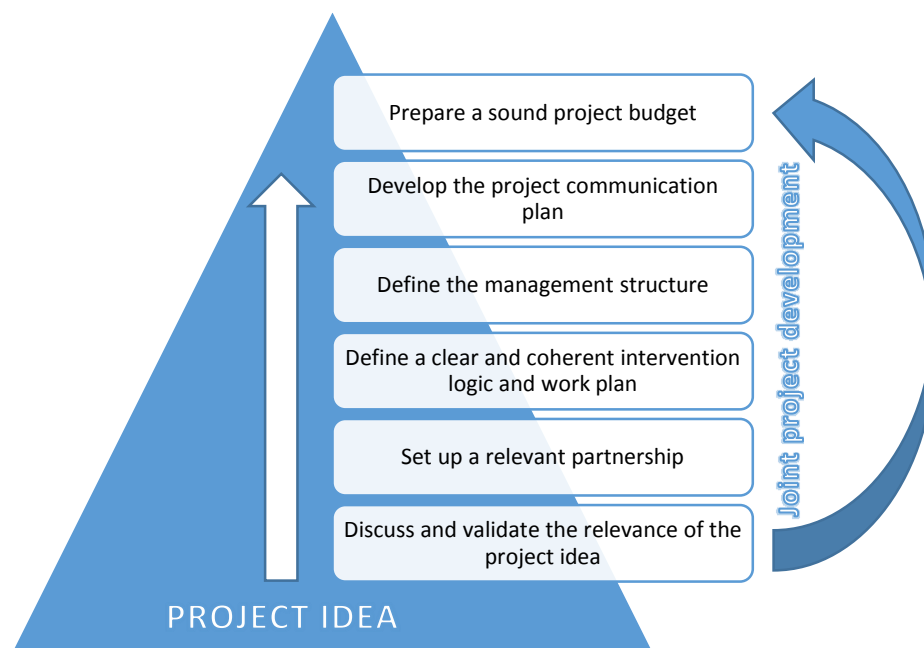 Prepare a sound project budget
Develop the project communication
plan
Define the management structure
Define a clear and coherent intervention
logic and work plan
Set up a relevant partnership
Discuss and validate the relevance of the
project idea
Joint project development
PROJECT IDEA